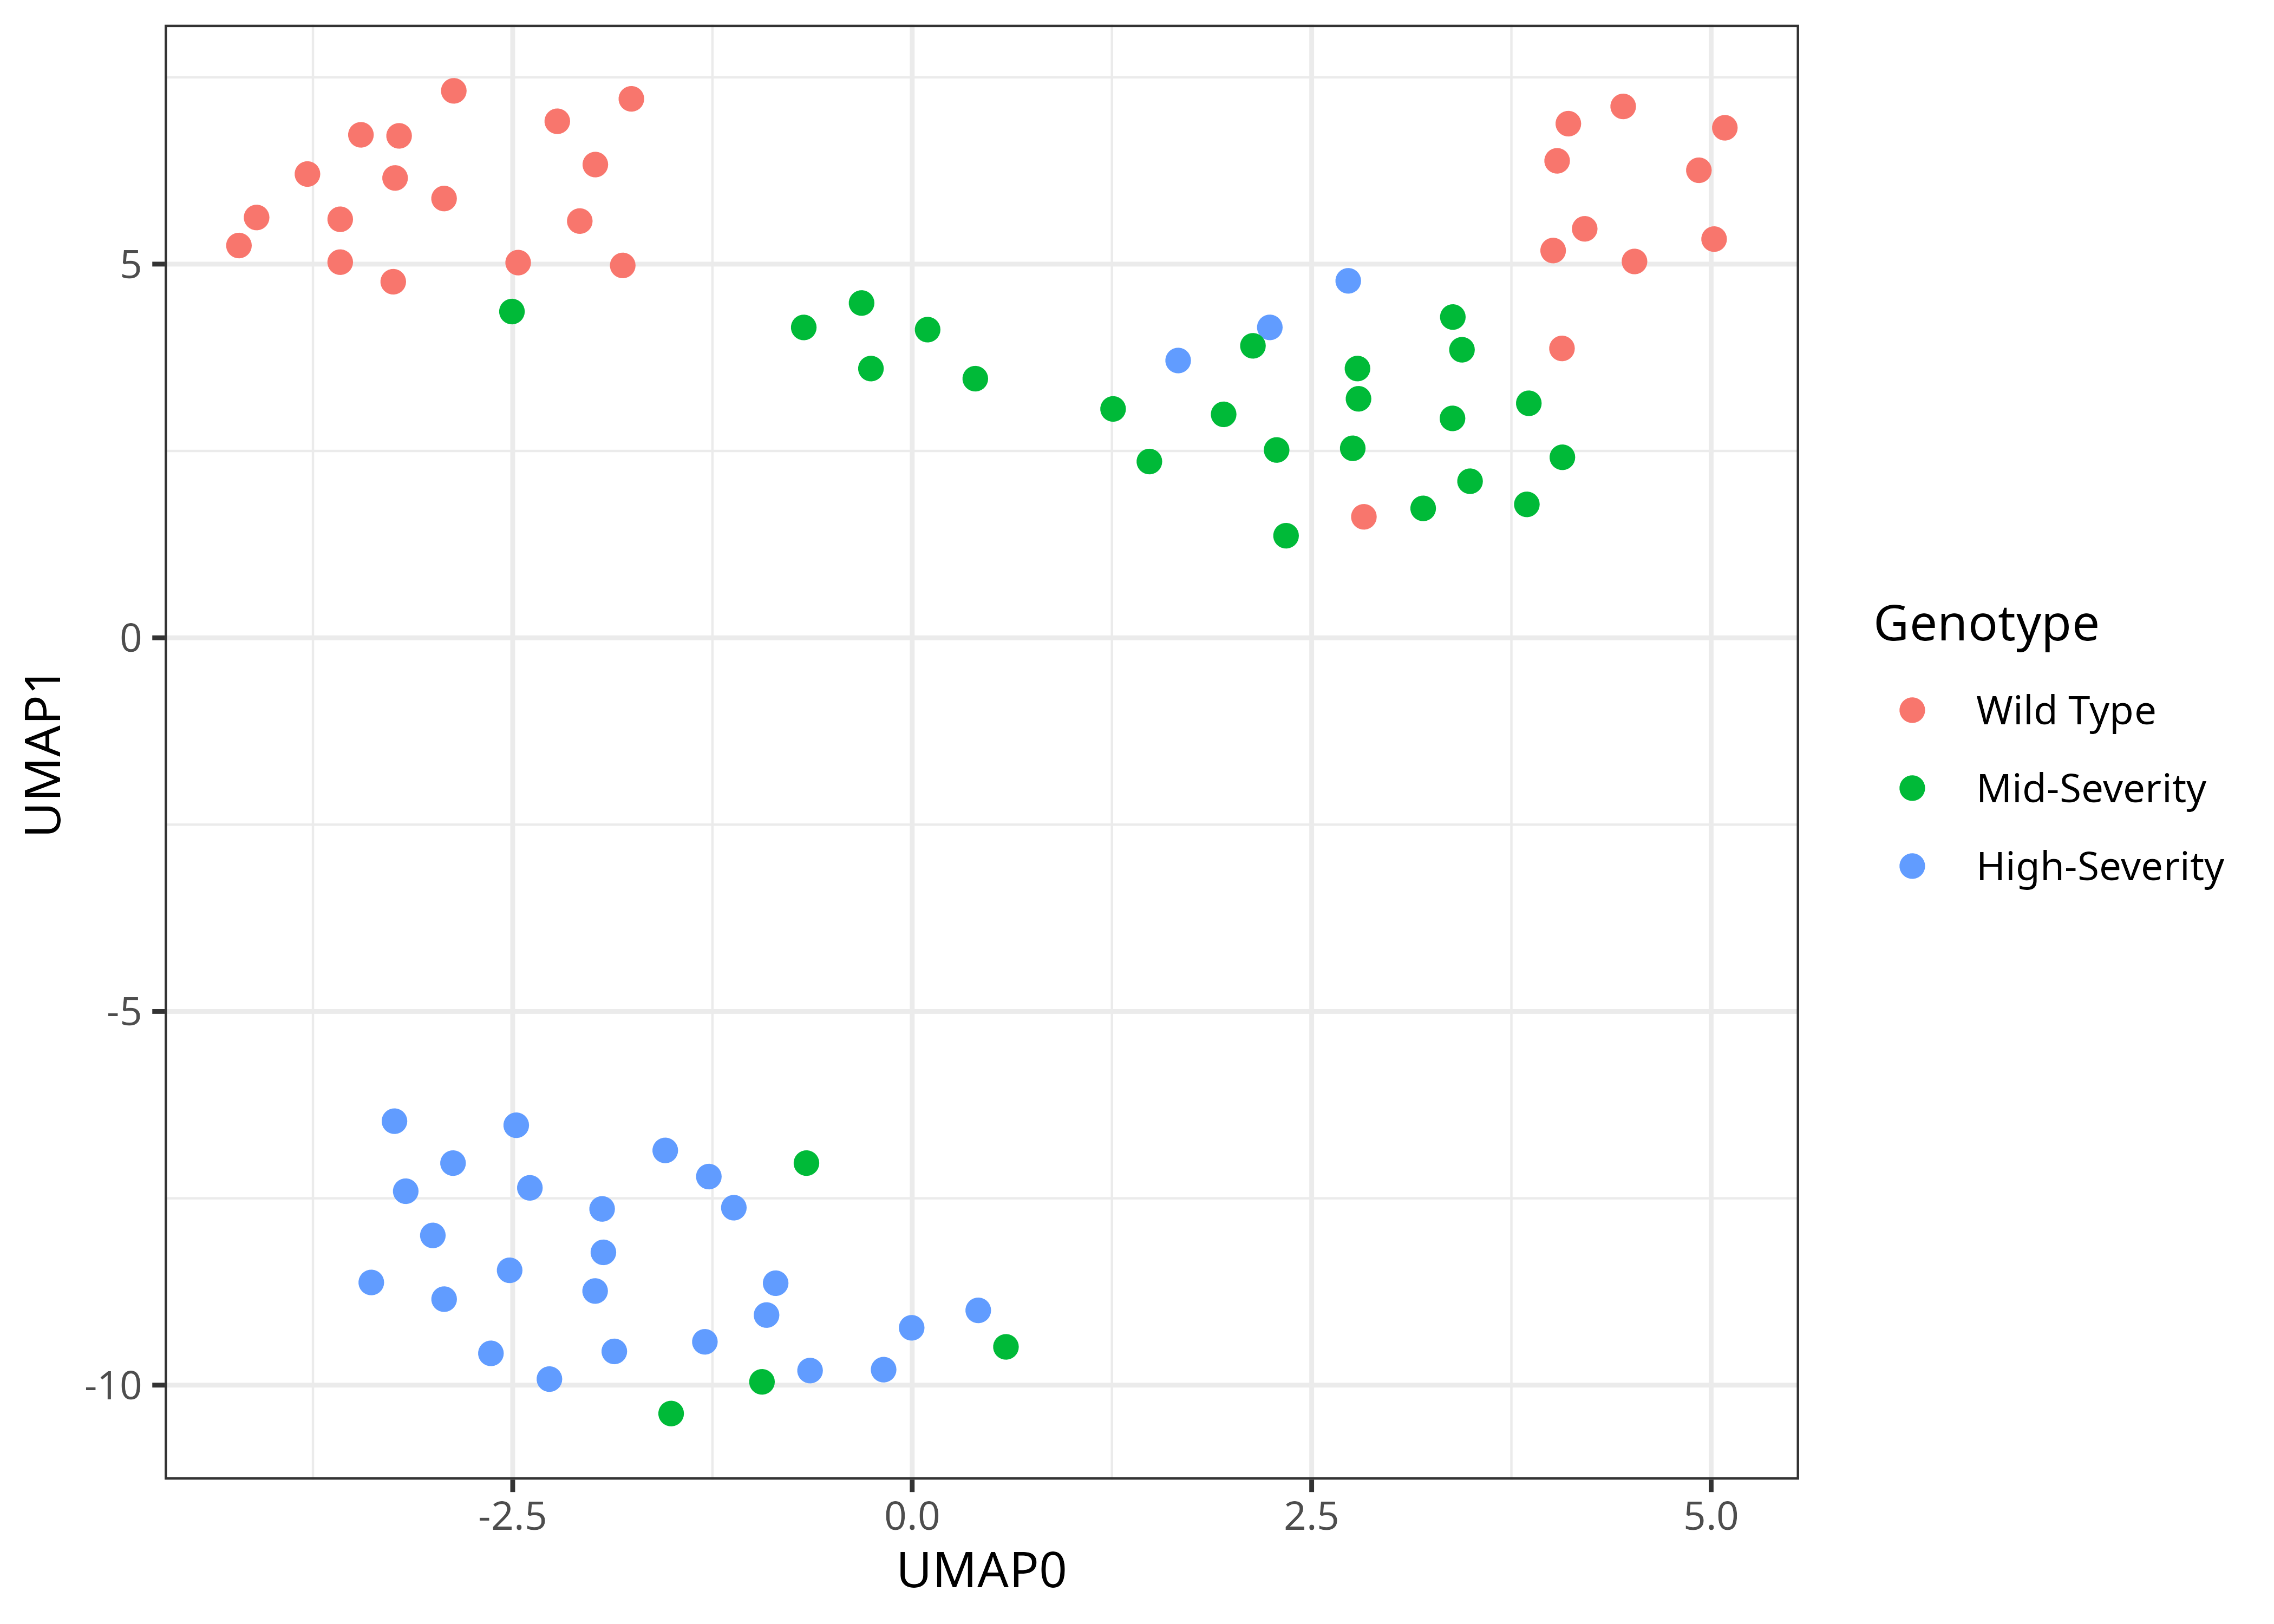 5
0
-5
-10
UMAP1
-2.5 0.0 2.5 5.0
UMAP0
Genotype
Wild Type
Mid-Severity
High-Severity